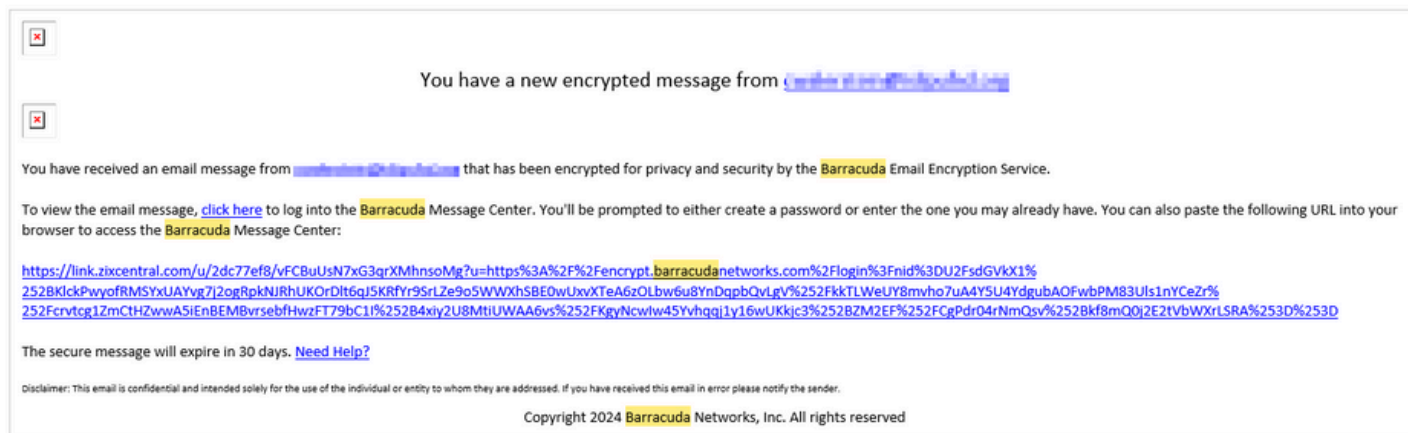 You have a new encrypted message from
You have received an email message from that has been encrypted for privacy and security by the Barracuda Email Encryption Service.
To view the email message, click here to log into the Barracuda Message Center. You'll be prompted to either create a password or enter the one you may already have. You can also paste the following URL into your
browser to access the Barracuda Message Center:
https://link.zixcentral.com/u/2dc77ef8/vFCBuUsN7xG3qrXMhnsoMg?u=https%3A%2F%2Fencrypt.barracudanetworks.com%2Flogin%3Fnid%3DU2FsdGVkX1%
252BKlckPwyofRMSYxUAYvg7j2ogRpkNJRhUKOrDlt6qJ5KRfYr9SrLZe9o5WWXhSBE0wUxvXTeA6zOLbw6u8YnDqpbQvLgV%252FkkTLWeUY8mvho7uA4Y5U4YdgubAOFwbPM83Uls1nYCeZr%
252Fcrvtcg1ZmCtHZwwA5iEnBEMBvrsebfHwzFT79bC1I%252B4xiy2U8MtiUWAA6vs%252FKgyNcwIw45Yvhqqj1y16wUKkjc3%252BZM2EF%252FCgPdr04rNmQsv%252Bkf8mQ0j2E2tVbWXrLSRA%253D%253D
The secure message will expire in 30 days. Need Help?
Disclaimer: This email is confidential and intended solely for the use of the individual or entity to whom they are addressed. If you have received this email in error please notify the sender.
Copyright 2024 Barracuda Networks, Inc. All rights reserved